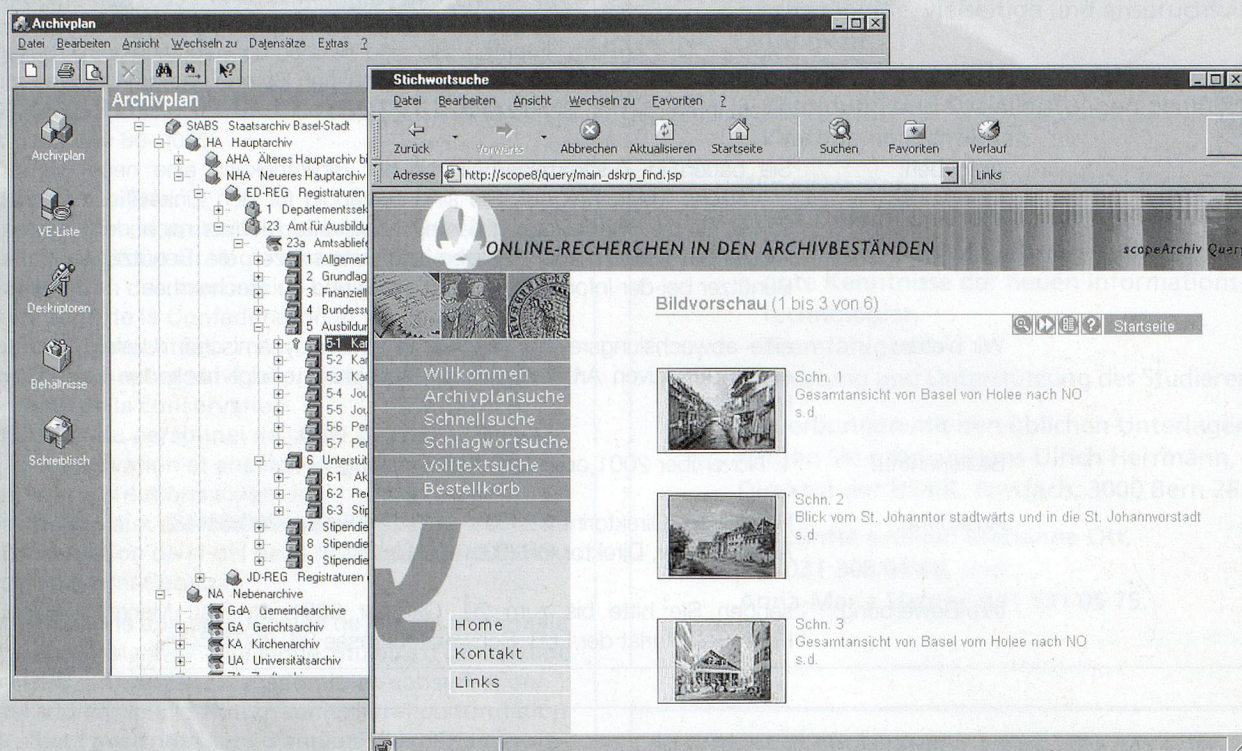 Archivplan
Datei Bearbeiten Ansicht Wechseln zu Datensätze Extras ?
Archivplan
Archivplan
VE-Liste
Deskriptoren
Behältnisse
Schreibtisch
StABS Staatsarchiv Basel-Stadt
HA Hauptarchiv
AHA Älteres Hauptarchiv bi
NHA Neueres Hauptarchiv
ED-REG Registraturen
1 Departementssek
23 Amt für Ausbildu
23a Amtsabliefe
1 Allgemein
2 Grundlag
3 Finanziell
4 Bundessu
5 Ausbildun
5-1 Kar
5-2 Kar
5-3 Kar
5-4 Jou
5-5 Jou
5-6 Per
5-7 Per
6 Unterstüt
6-1 Ak
6-2 Re
6-3 Stip
7 Stipendie
8 Stipendie
9 Stipendie
JD-REG Registraturen
NA Nebenarchive
GdA Gemeindearchive
GA Gerichtsarchiv
KA Kirchenarchiv
UA Universitätsarchiv
Stichwortsuche
Datei Bearbeiten Ansicht Wechseln zu Favoriten ?
Zurück Vorwärts Abbrechen Aktualisieren Startseite Suchen Favoriten Verlauf
Adresse http://scope8/query/main_dskrp_find.jsp Links
ONLINE-RECHERCHEN IN DEN ARCHIVBESTÄNDEN scopeArchiv Query
Bildvorschau (1 bis 3 von 6)
Startseite
Willkommen
Archivplansuche
Schnellsuche
Schlagwortsuche
Volltextsuche
Bestellkorb
Home
Kontakt
Links
Schn. 1
Gesamtansicht von Basel von Holee nach NO
s.d.
Schn. 2
Blick vom St. Johanntor stadtwärts und in die St. Johannvorstadt
s.d.
Schn. 3
Gesamtansicht von Basel vom Holee nach NO
s.d.